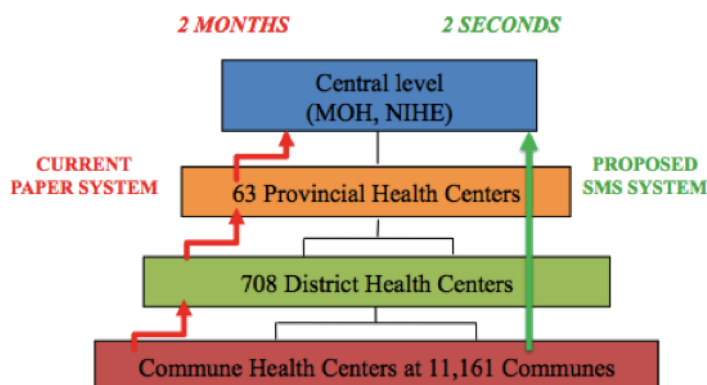 2 MONTHS
2 SECONDS
Central level
(MOH, NIHE)
CURRENT
PAPER SYSTEM
PROPOSED
SMS SYSTEM
63 Provincial Health Centers
708 District Health Centers
Commune Health Centers at 11,161 Communes